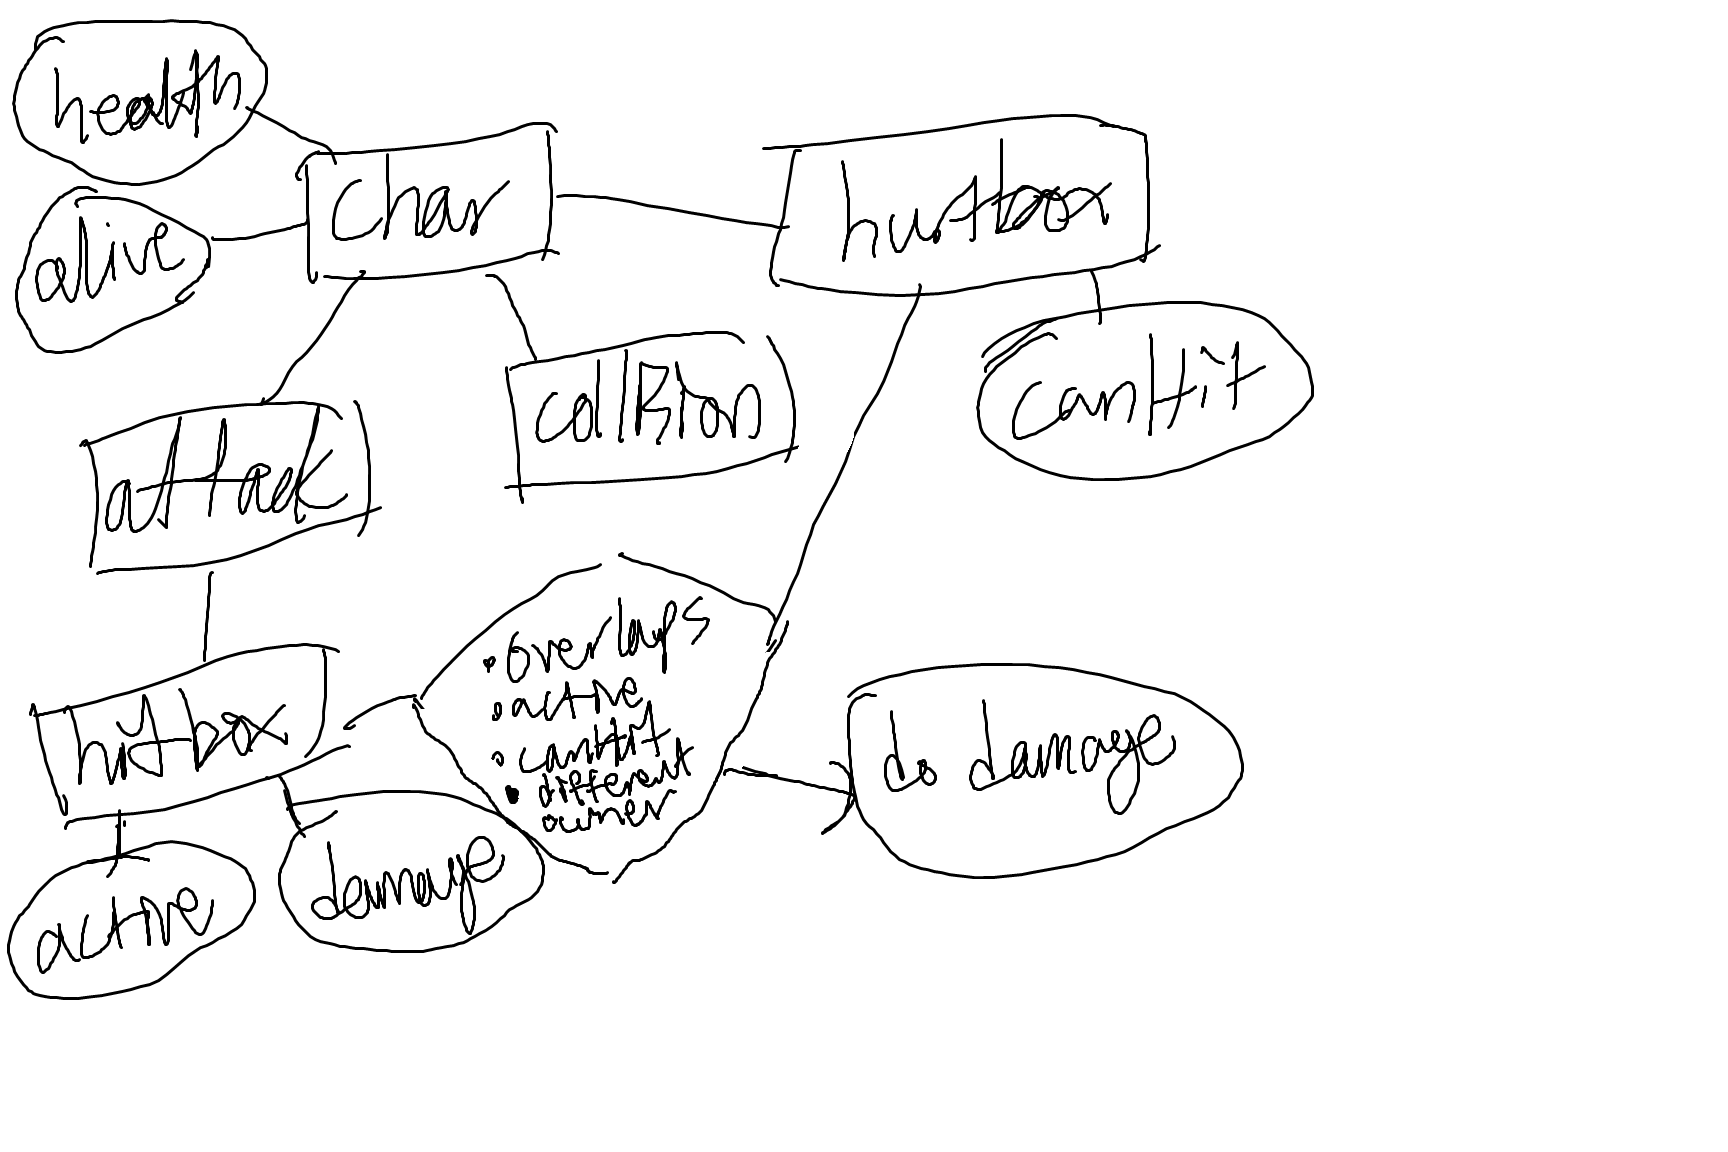 health
char
hurtbox
alive
collision
canHit
attack
• overlaps
• active
• canHit
• different
owner
hitbox
do damage
damage
active